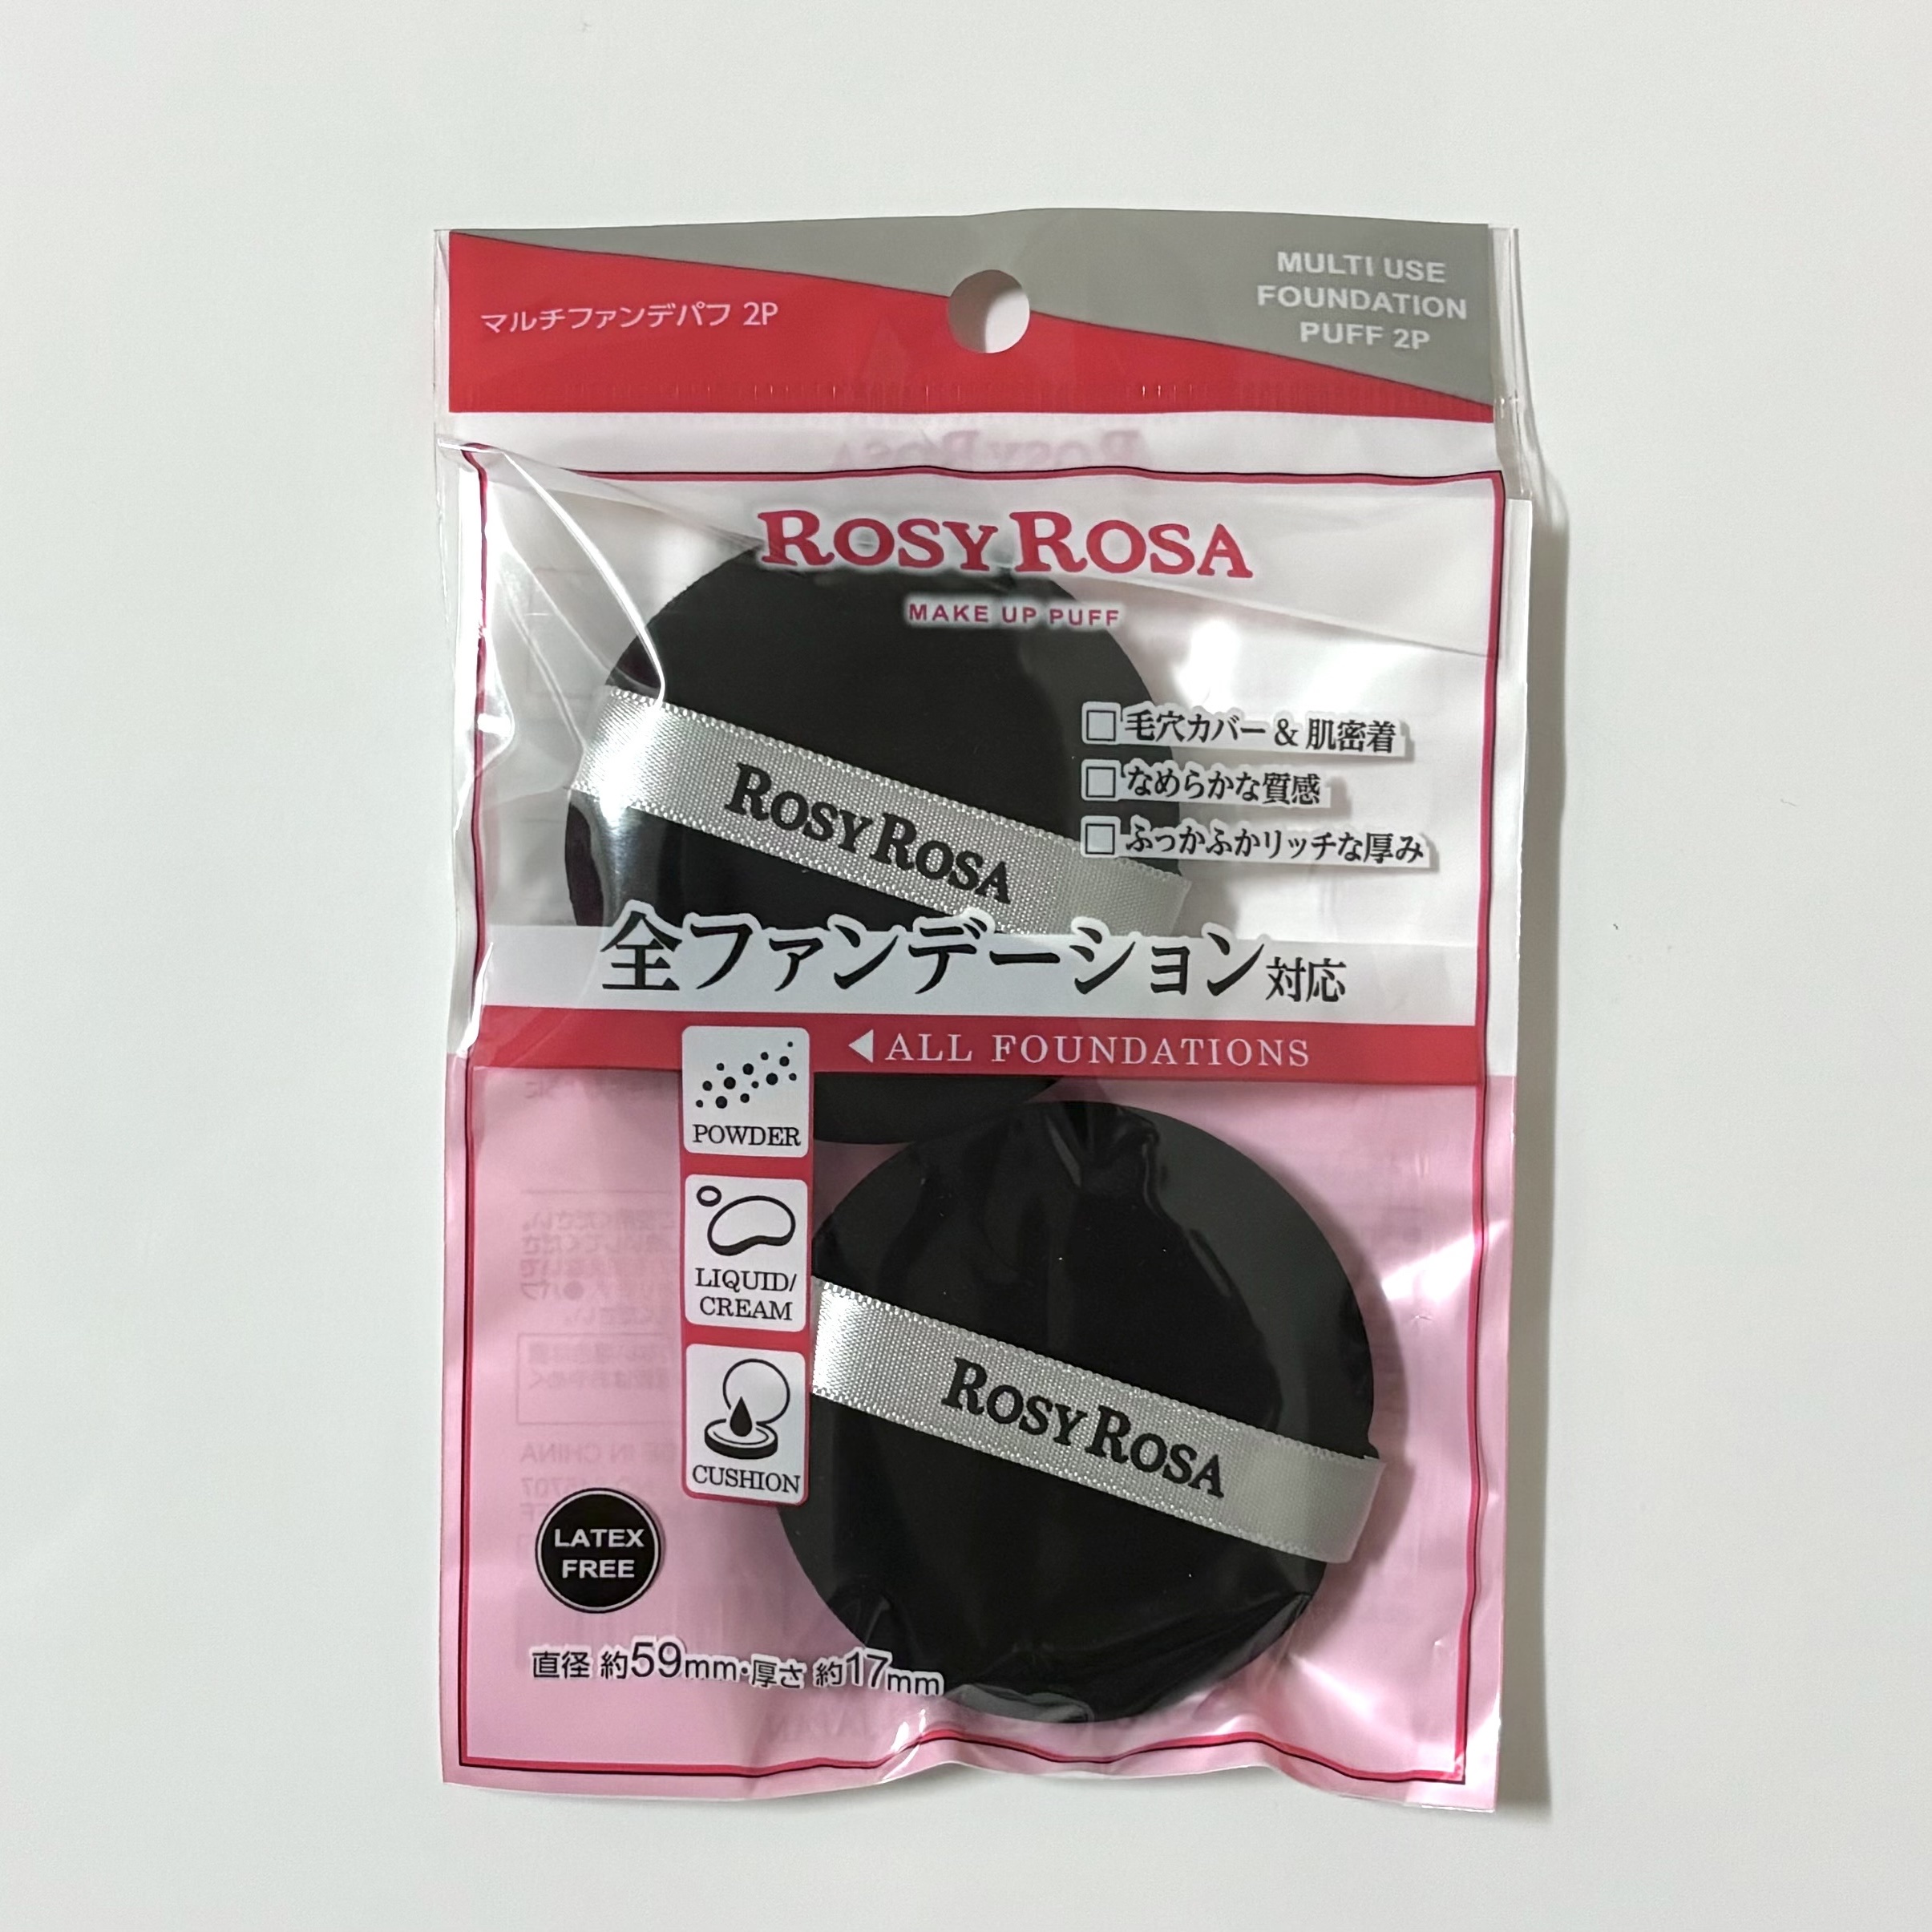 マルチファンデパフ 2P
MULTI USE
FOUNDATION
PUFF 2P
ROSY ROSA
MAKE UP PUFF
毛穴カバー & 肌密着
なめらかな質感
ふっかふかリッチな厚み
ROSY ROSA
全ファンデーション対応
ALL FOUNDATIONS
POWDER
LIQUID/
CREAM
CUSHION
ROSY ROSA
LATEX
FREE
直径 約59mm・厚さ 約17mm